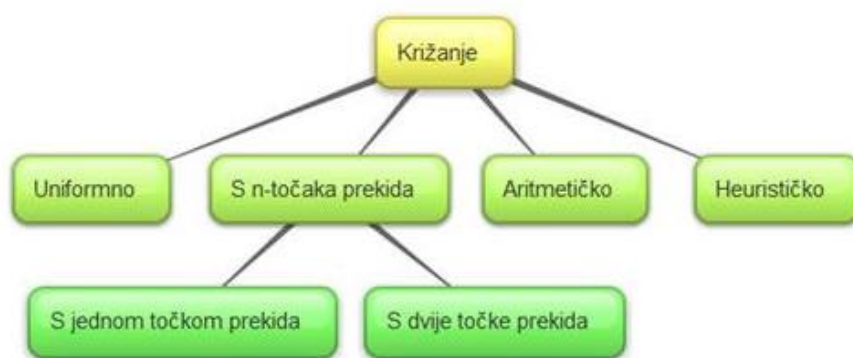 Križanje
Uniformno
S n-točaka prekida
Aritmetičko
Heurističko
S jednom točkom prekida
S dvije točke prekida